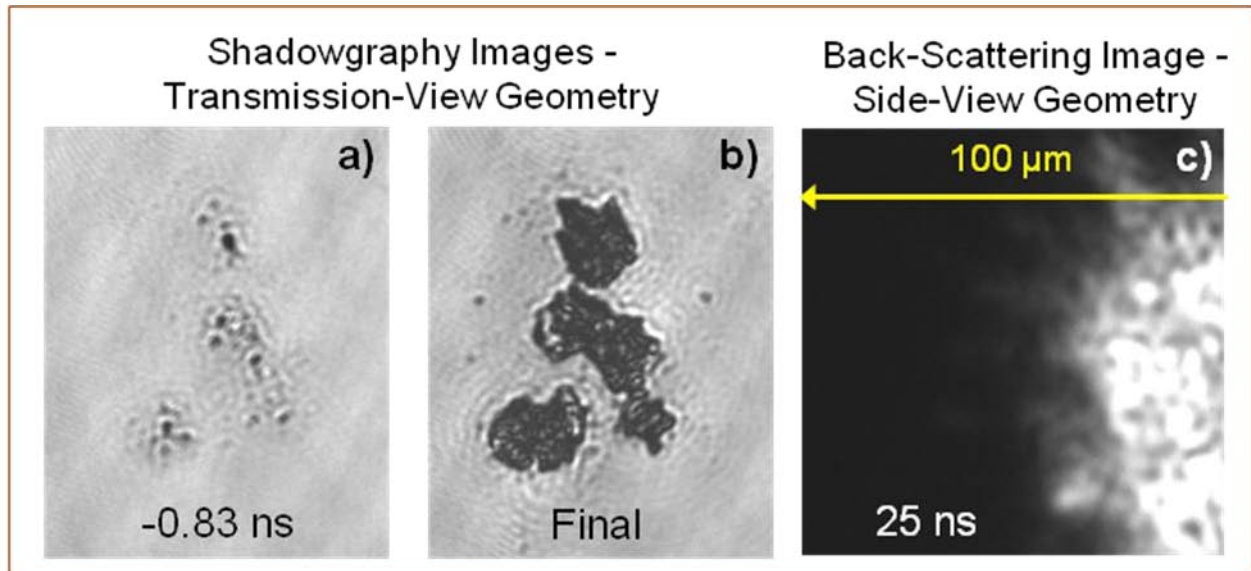 Shadowgraphy Images -
Transmission-View Geometry
Back-Scattering Image -
Side-View Geometry
a)
b)
100 µm
c)
-0.83 ns
Final
25 ns